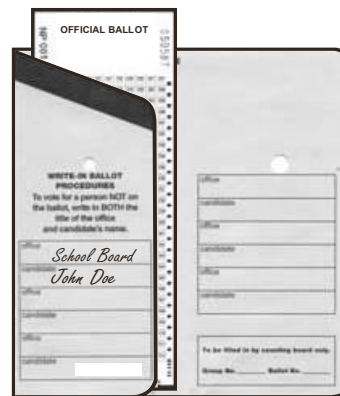 OFFICIAL BALLOT
WRITE-IN BALLOT
PROCEDURES
To vote for a person NOT on
the ballot, write in BOTH the
title of the office
and candidate's name.
office
School Board
candidate
John Doe
office
candidate
office
candidate
office
candidate
office
candidate
office
candidate
To be filled in by counting board only.
Group No. Ballot No.